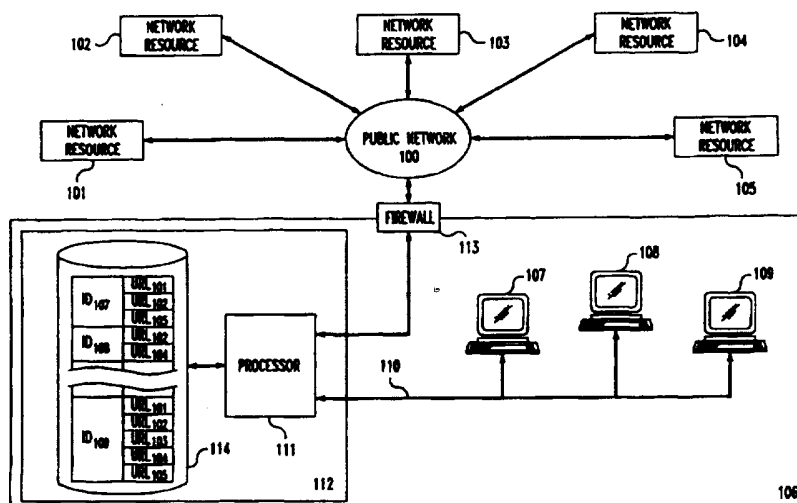 NETWORK
RESOURCE
102
NETWORK
RESOURCE
103
NETWORK
RESOURCE
104
NETWORK
RESOURCE
101
PUBLIC NETWORK
100
NETWORK
RESOURCE
105
FIREWALL
113
107
108
109
ID107
URL101
URL102
URL105
ID108
URL102
URL104
ID109
URL101
URL102
URL103
URL104
URL105
114
PROCESSOR
111
110
112
106